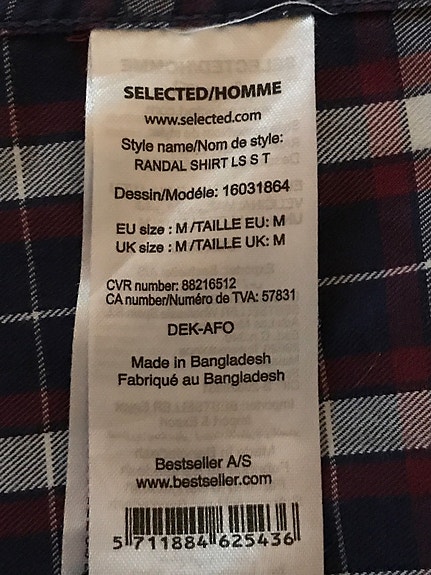 SELECTED/HOMME
www.selected.com
Style name/Nom de style:
RANDAL SHIRT LS S T
Dessin/Modéle: 16031864
EU size : M /TAILLE EU: M
UK size : M /TAILLE UK: M
CVR number: 88216512
CA number/Numéro de TVA: 57831
DEK-AFO
Made in Bangladesh
Fabriqué au Bangladesh
Bestseller A/S
www.bestseller.com
5 711884 625436